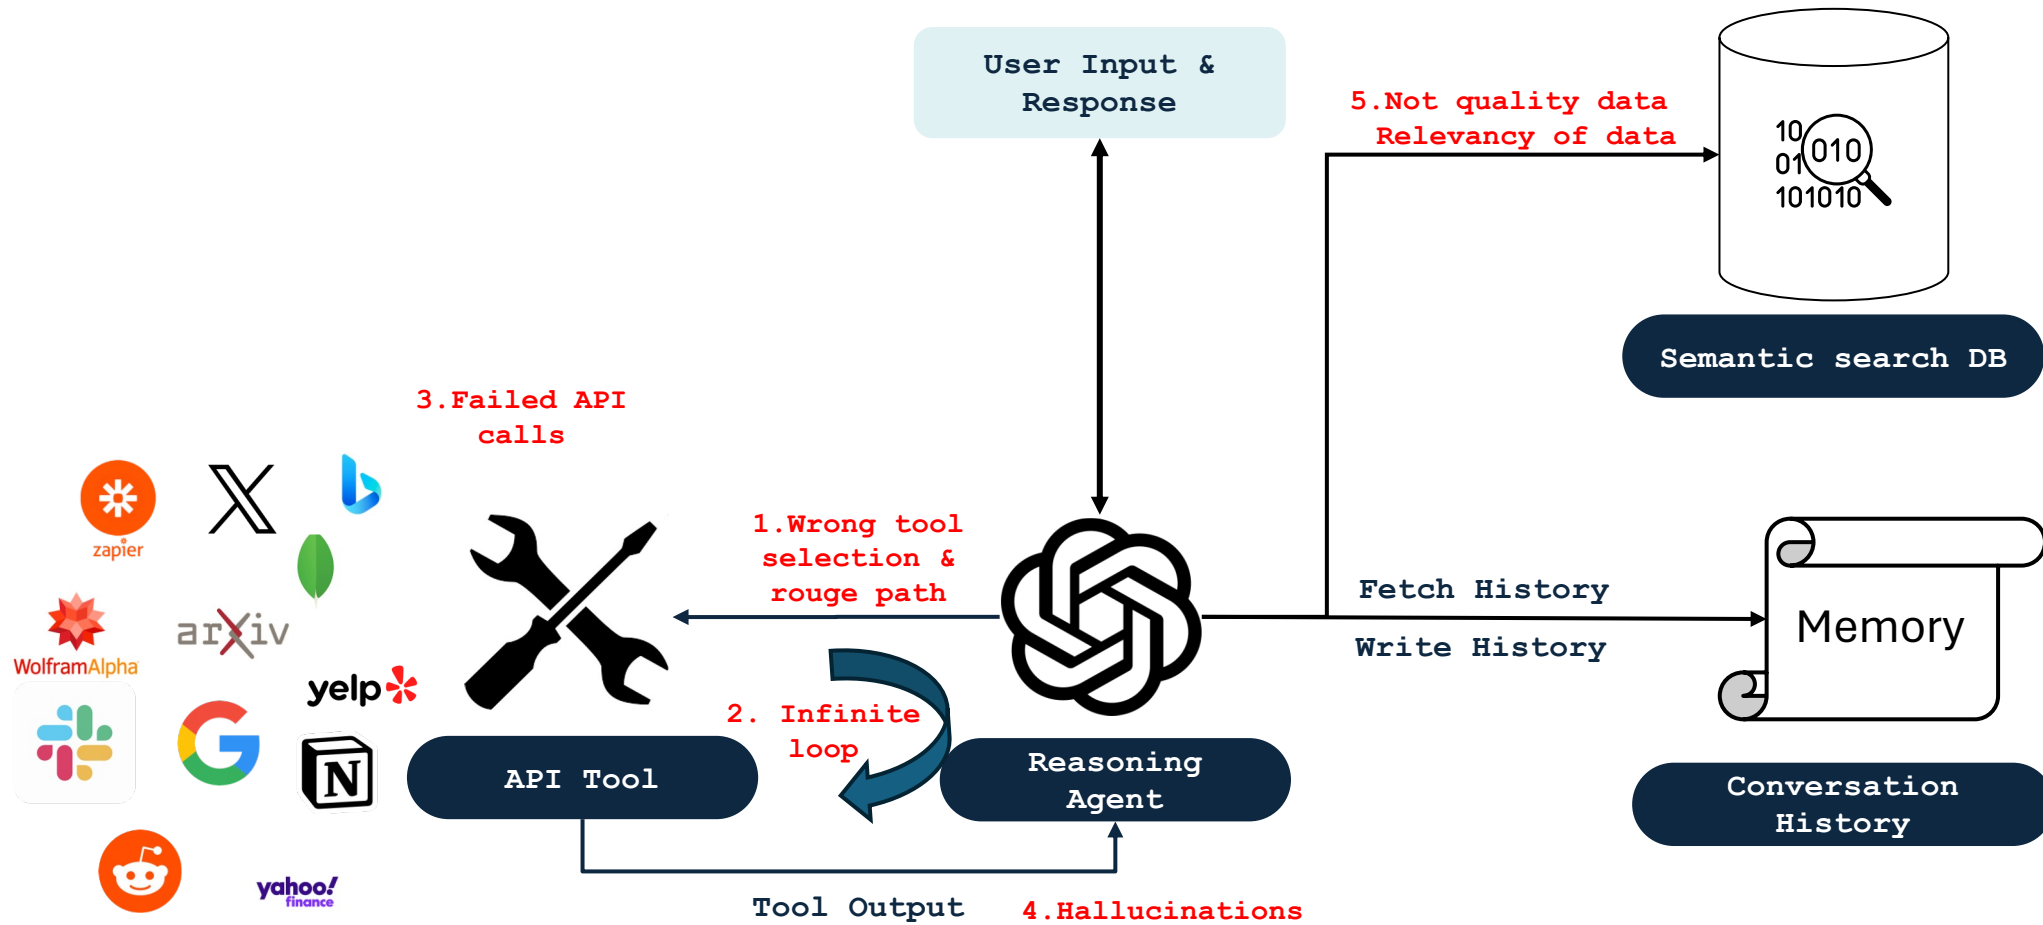 User Input &
Response
5.Not quality data
Relevancy of data
10
01 010
101010
Semantic search DB
3.Failed API
calls
zapier
1.Wrong tool
selection &
rouge path
Fetch History
Write History
Memory
WolframAlpha
arXiv
yelp
2. Infinite
loop
API Tool
Reasoning
Agent
Conversation
History
N
yahoo!
finance
Tool Output
4.Hallucinations